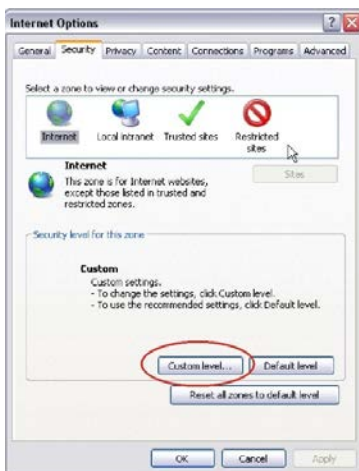 Internet Options
General Security Privacy Content Connections Programs Advanced
Select a zone to view or change security settings.
Internet Local intranet Trusted sites Restricted sites
Sites
Internet
This zone is for Internet websites,
except those listed in trusted and
restricted zones.
Security level for this zone
Custom
Custom settings.
- To change the settings, click Custom level.
- To use the recommended settings, click Default level.
Custom level... Default level
Reset all zones to default level
OK Cancel Apply